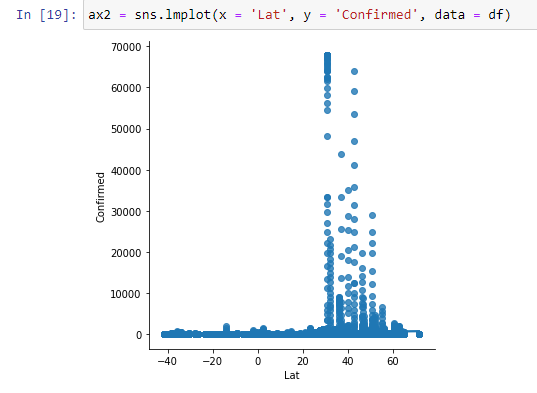 In [19]: ax2 = sns.lmplot(x = 'Lat', y = 'Confirmed', data = df)
70000
60000
50000
40000
30000
20000
10000
0
Confirmed
−40 −20 0 20 40 60
Lat